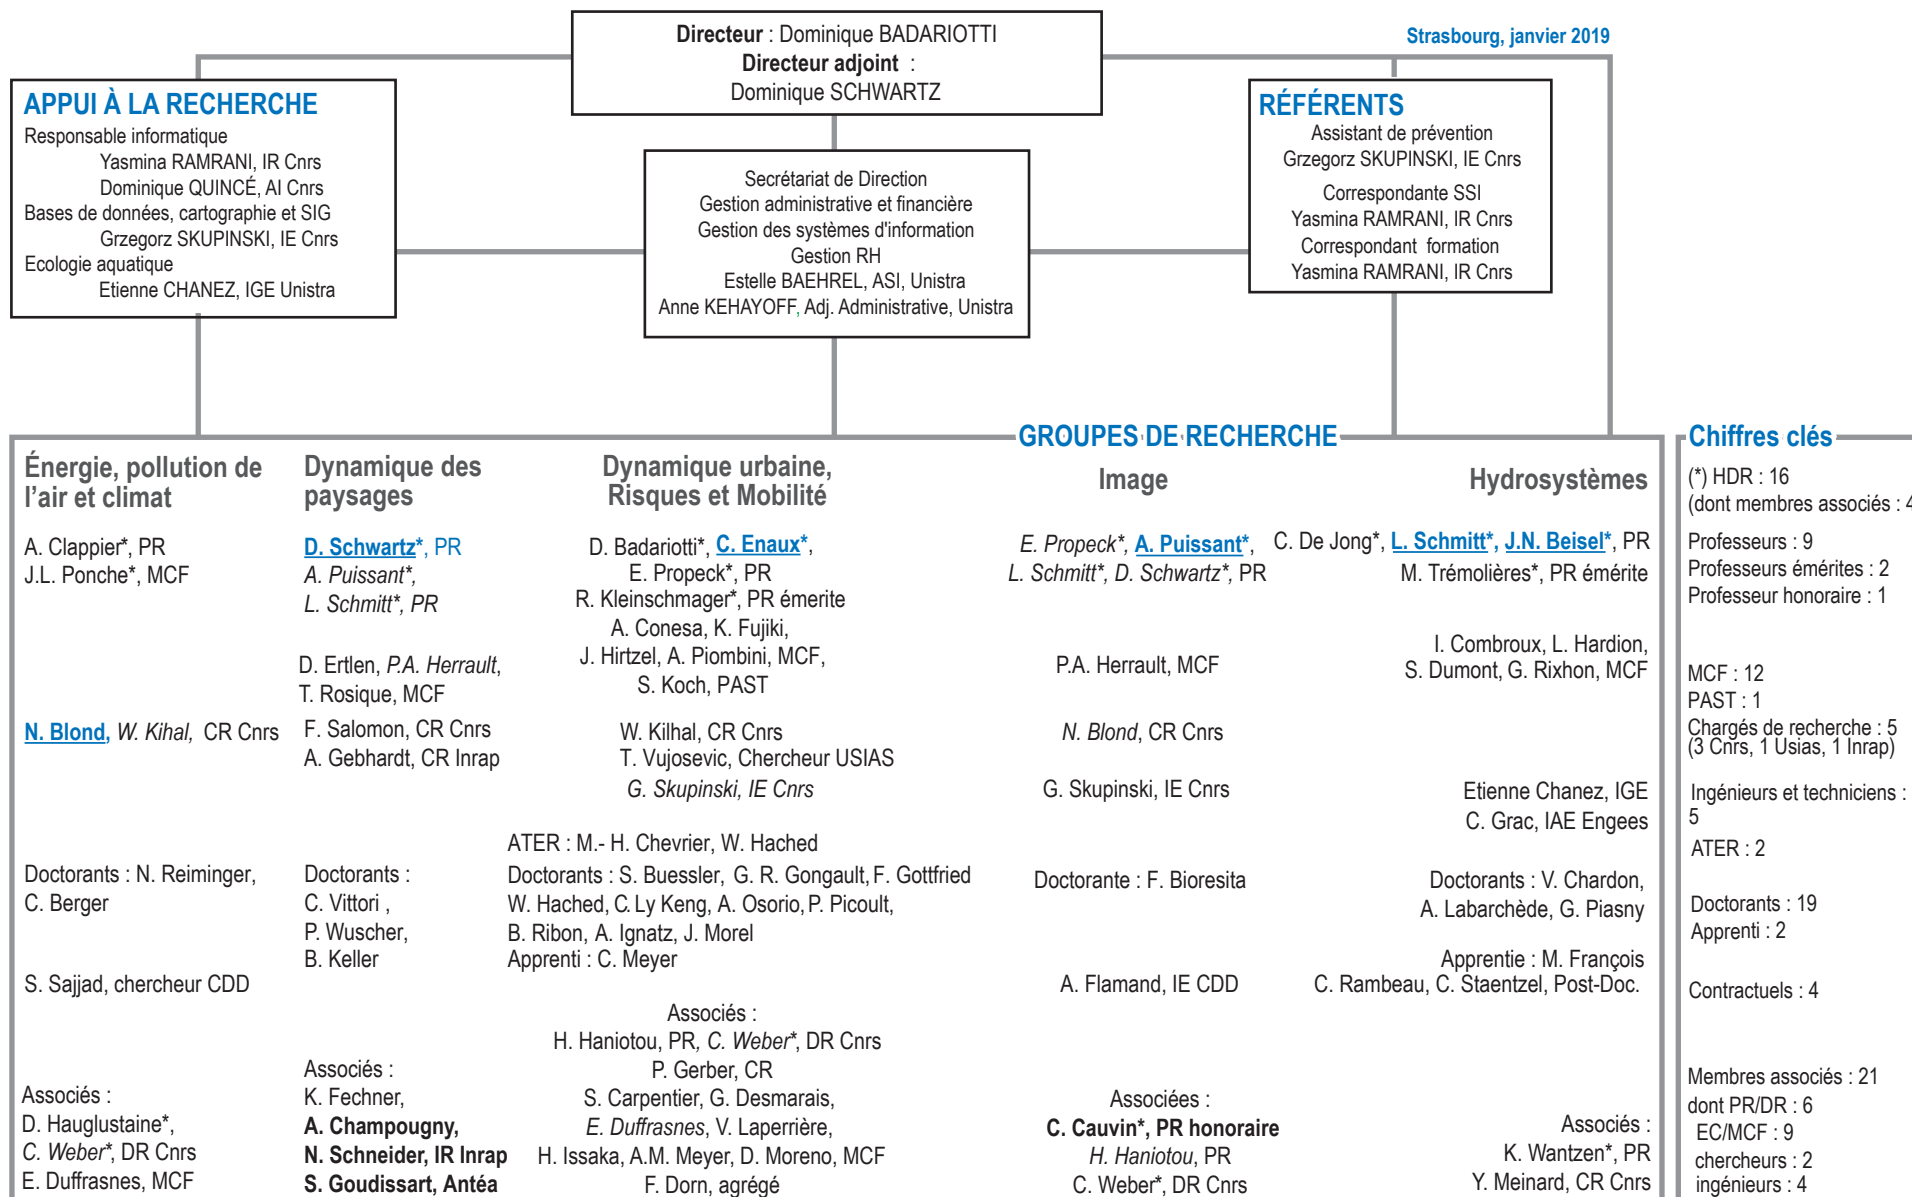 Directeur : Dominique BADARIOTTI
Directeur adjoint :
Dominique SCHWARTZ
Strasbourg, janvier 2019
APPUI À LA RECHERCHE
Responsable informatique
Yasmina RAMRANI, IR Cnrs
Dominique QUINCÉ, AI Cnrs
Bases de données, cartographie et SIG
Grzegorz SKUPINSKI, IE Cnrs
Ecologie aquatique
Etienne CHANEZ, IGE Unistra
Secrétariat de Direction
Gestion administrative et financière
Gestion des systèmes d'information
Gestion RH
Estelle BAEHREL, ASI, Unistra
Anne KEHAYOFF, Adj. Administrative, Unistra
RÉFÉRENTS
Assistant de prévention
Grzegorz SKUPINSKI, IE Cnrs
Correspondante SSI
Yasmina RAMRANI, IR Cnrs
Correspondant formation
Yasmina RAMRANI, IR Cnrs
GROUPES DE RECHERCHE
Énergie, pollution de
l'air et climat
A. Clappier*, PR
J.L. Ponche*, MCF
N. Blond, W. Kihal, CR Cnrs
Doctorants : N. Reiminger,
C. Berger
S. Sajjad, chercheur CDD
Associés :
D. Hauglustaine*,
C. Weber*, DR Cnrs
E. Duffrasnes, MCF
Dynamique des
paysages
D. Schwartz*, PR
A. Puissant*,
L. Schmitt*, PR
D. Ertlen, P.A. Herrault,
T. Rosique, MCF
F. Salomon, CR Cnrs
A. Gebhardt, CR Inrap
Doctorants :
C. Vittori ,
P. Wuscher,
B. Keller
Associés :
K. Fechner,
A. Champougny,
N. Schneider, IR Inrap
S. Goudissart, Antéa
Dynamique urbaine,
Risques et Mobilité
D. Badariotti*, C. Enaux*,
E. Propeck*, PR
R. Kleinschmager*, PR émerite
A. Conesa, K. Fujiki,
J. Hirtzel, A. Piombini, MCF,
S. Koch, PAST
W. Kilhal, CR Cnrs
T. Vujosevic, Chercheur USIAS
G. Skupinski, IE Cnrs
ATER : M.- H. Chevrier, W. Hached
Doctorants : S. Buessler, G. R. Gongault, F. Gottfried
W. Hached, C. Ly Keng, A. Osorio, P. Picoult,
B. Ribon, A. Ignatz, J. Morel
Apprenti : C. Meyer
Associés :
H. Haniotou, PR, C. Weber*, DR Cnrs
P. Gerber, CR
S. Carpentier, G. Desmarais,
E. Duffrasnes, V. Laperrière,
H. Issaka, A.M. Meyer, D. Moreno, MCF
F. Dorn, agrégé
Image
E. Propeck*, A. Puissant*,
L. Schmitt*, D. Schwartz*, PR
P.A. Herrault, MCF
N. Blond, CR Cnrs
G. Skupinski, IE Cnrs
Doctorante : F. Bioresita
A. Flamand, IE CDD
Associées :
C. Cauvin*, PR honoraire
H. Haniotou, PR
C. Weber*, DR Cnrs
Hydrosystèmes
C. De Jong*, L. Schmitt*, J.N. Beisel*, PR
M. Trémolières*, PR émérite
I. Combroux, L. Hardion,
S. Dumont, G. Rixhon, MCF
Etienne Chanez, IGE
C. Grac, IAE Engees
Doctorants : V. Chardon,
A. Labarchède, G. Piasny
Apprentie : M. François
C. Rambeau, C. Staentzel, Post-Doc.
Associés :
K. Wantzen*, PR
Y. Meinard, CR Cnrs
Chiffres clés
(*) HDR : 16
(dont membres associés : 4
Professeurs : 9
Professeurs émérites : 2
Professeur honoraire : 1
MCF : 12
PAST : 1
Chargés de recherche : 5
(3 Cnrs, 1 Usias, 1 Inrap)
Ingénieurs et techniciens :
5
ATER : 2
Doctorants : 19
Apprenti : 2
Contractuels : 4
Membres associés : 21
dont PR/DR : 6
EC/MCF : 9
chercheurs : 2
ingénieurs : 4